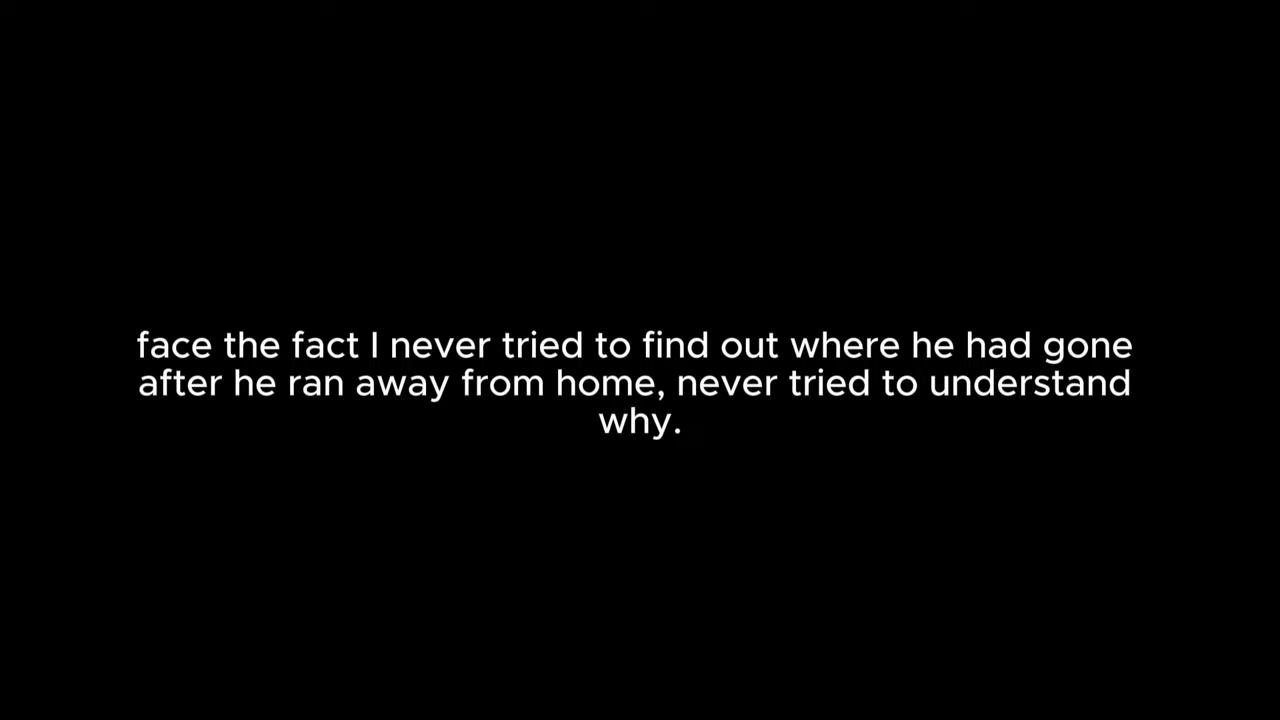 face the fact I never tried to find out where he had gone
after he ran away from home, never tried to understand
why.